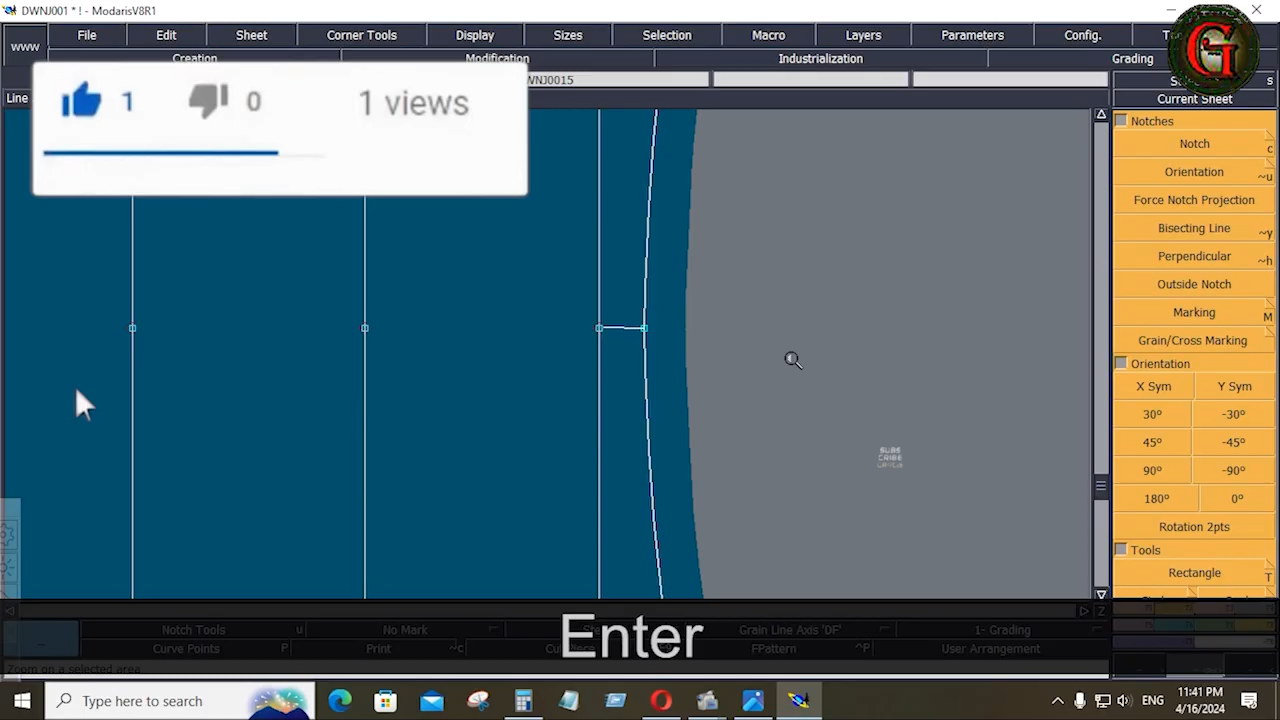 DWNJ001 * ! - ModarisV8R1
www
File Edit Sheet Corner Tools Display Sizes Selection Macro Layers Parameters Config.
Creation Modification Industrialization Grading
WNJ0015
Line
Current Sheet
1 0 1 views
Notches
Notch c
Orientation ~u
Force Notch Projection
Bisecting Line ~y
Perpendicular ~h
Outside Notch
Marking M
Grain/Cross Marking
Orientation
X Sym Y Sym
30° -30°
45° -45°
90° -90°
180° 0°
Rotation 2pts
Tools
Rectangle T
SUBS
CRIBE
G
Enter
Notch Tools u No Mark Grain Line Axis 'DF' 1- Grading
Curve Points P Print ~c FPattern ^P User Arrangement
Zoom on a selected area
Type here to search
ENG
11:41 PM
4/16/2024